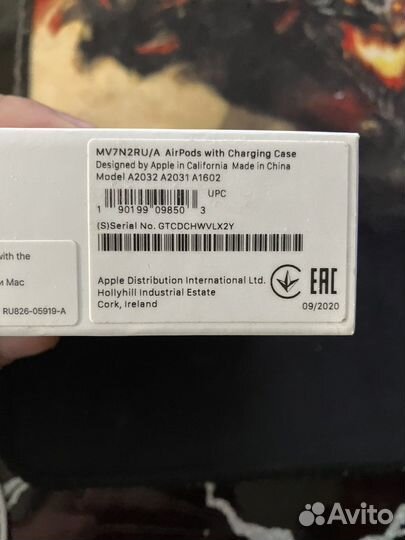 MV7N2RU/A AirPods with Charging Case
Designed by Apple in California Made in China
Model A2032 A2031 A1602
UPC
1 90199 09850 3
(S)Serial No. GTCDCHWVLX2Y
with the
и Mac
RU826-05919-A
Apple Distribution International Ltd.
Hollyhill Industrial Estate
Cork, Ireland
EAC
09/2020
Avito